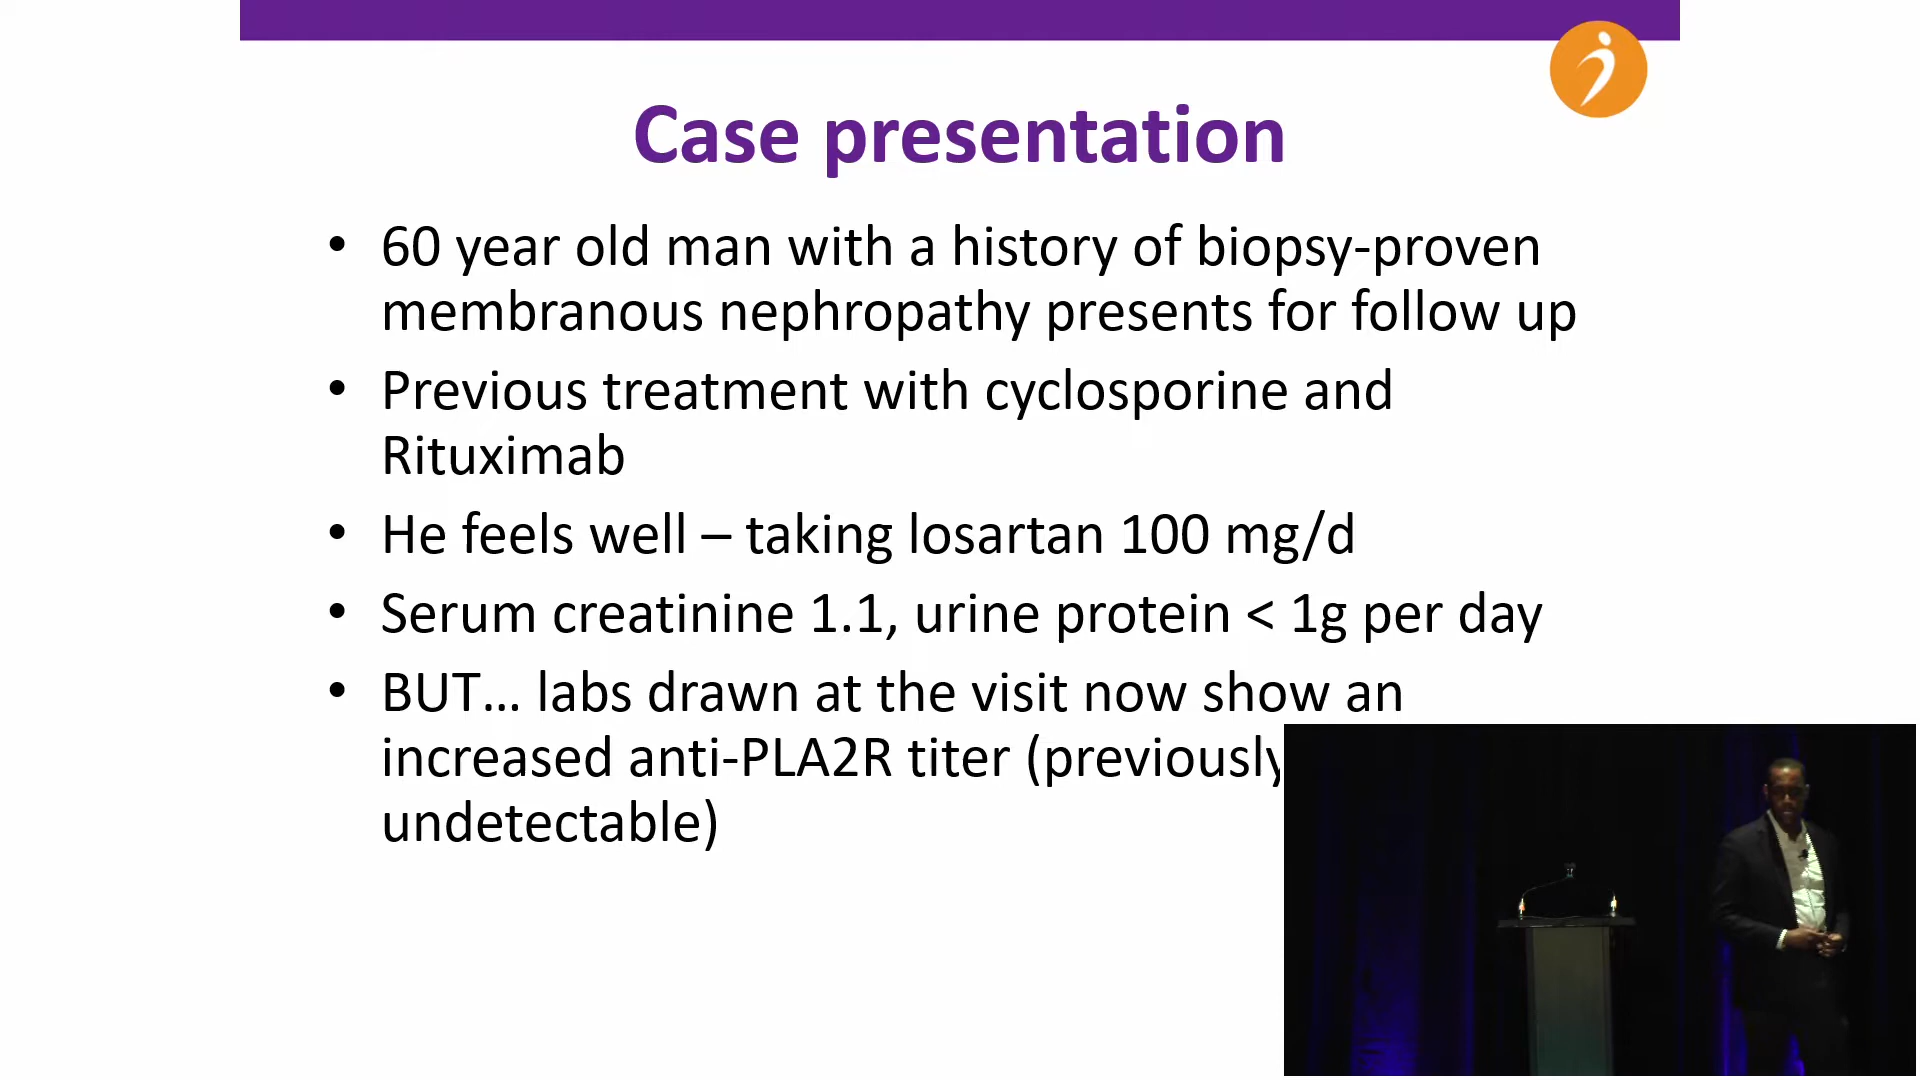 Case presentation
• 60 year old man with a history of biopsy-proven
membranous nephropathy presents for follow up
• Previous treatment with cyclosporine and
Rituximab
• He feels well – taking losartan 100 mg/d
• Serum creatinine 1.1, urine protein < 1g per day
• BUT… labs drawn at the visit now show an
increased anti-PLA2R titer (previously
undetectable)